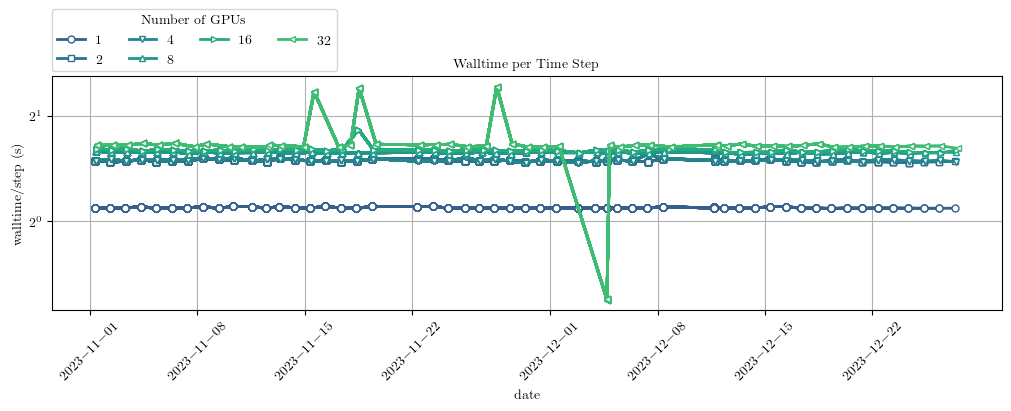 Number of GPUs
1 4 16 32
2 8
Walltime per Time Step
2^1
2^0
walltime/step (s)
2023−11−01 2023−11−08 2023−11−15 2023−11−22 2023−12−01 2023−12−08 2023−12−15 2023−12−22
date